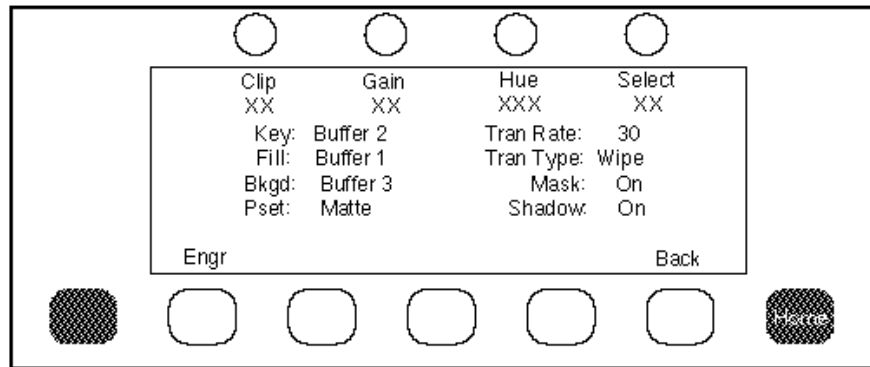 Clip Gain Hue Select
XX XX XXX XX
Key: Buffer 2 Tran Rate: 30
Fill: Buffer 1 Tran Type: Wipe
Bkgd: Buffer 3 Mask: On
Pset: Matte Shadow: On
Engr Back
Home